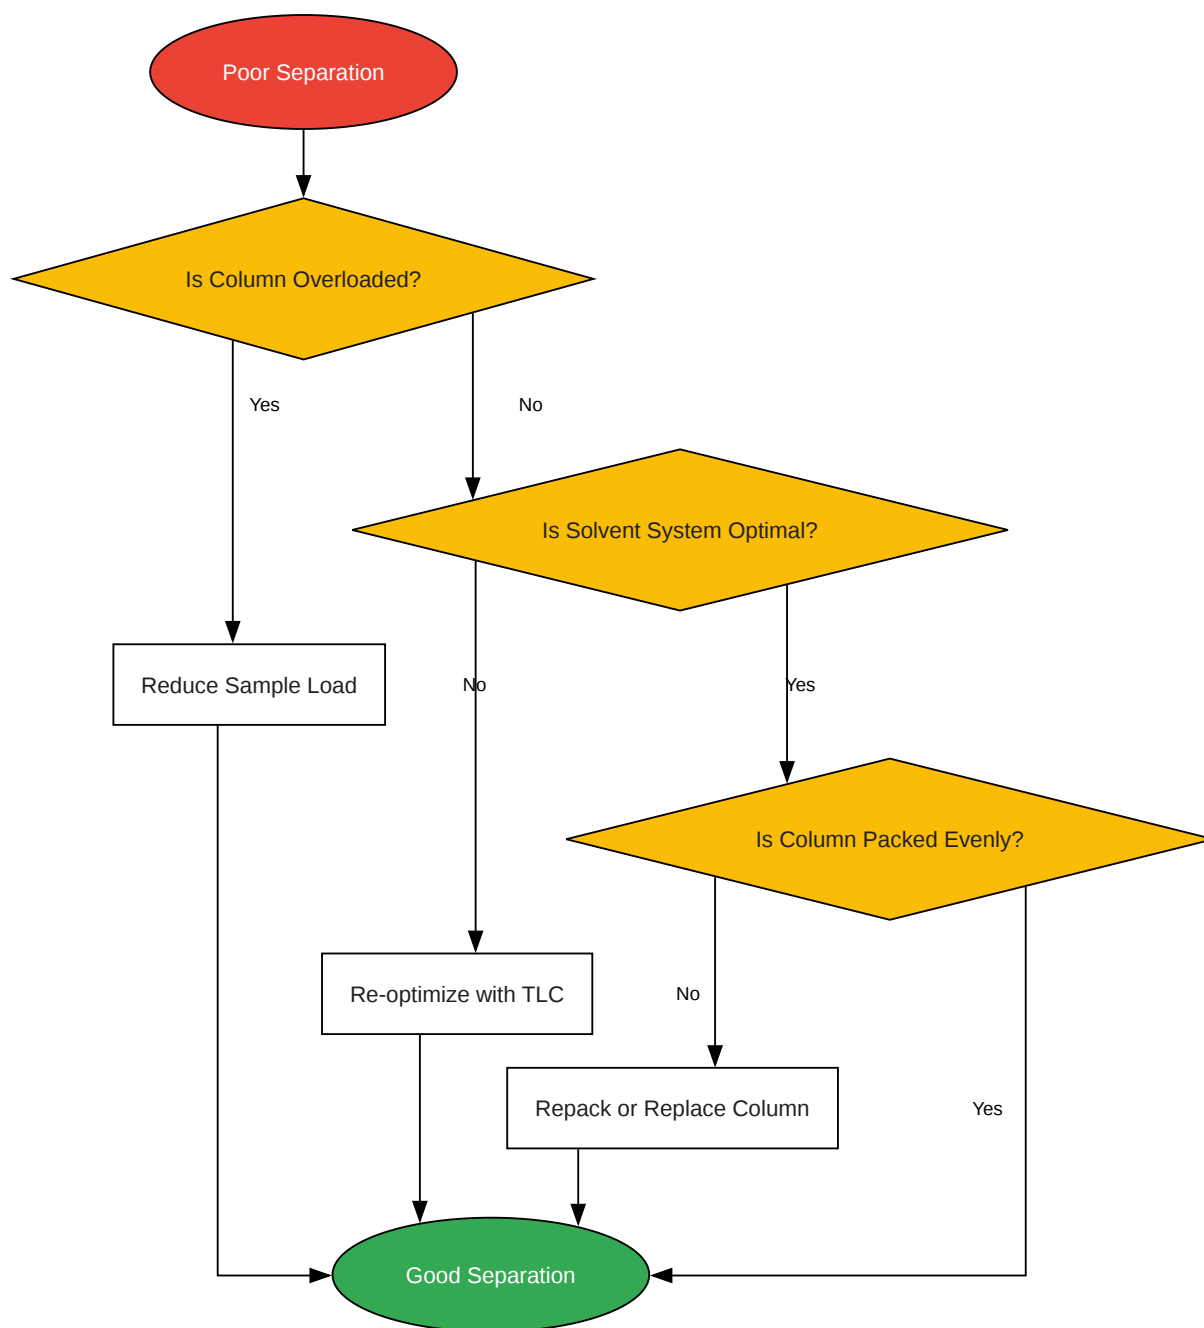 Poor Separation
Is Column Overloaded?
Yes
No
Is Solvent System Optimal?
Reduce Sample Load
No
Yes
Is Column Packed Evenly?
Re-optimize with TLC
No
Repack or Replace Column
Yes
Good Separation